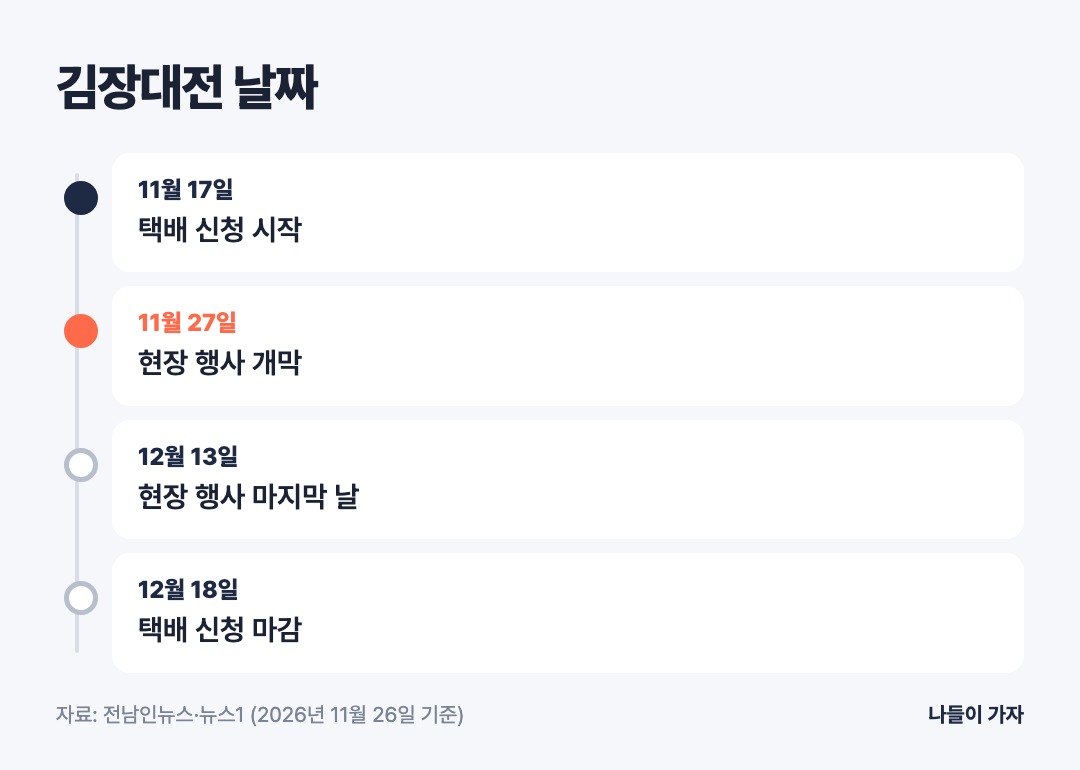 김장대전 날짜
11월 17일
택배 신청 시작
11월 27일
현장 행사 개막
12월 13일
현장 행사 마지막 날
12월 18일
택배 신청 마감
자료: 전남인뉴스·뉴스1 (2026년 11월 26일 기준)
나들이 가자